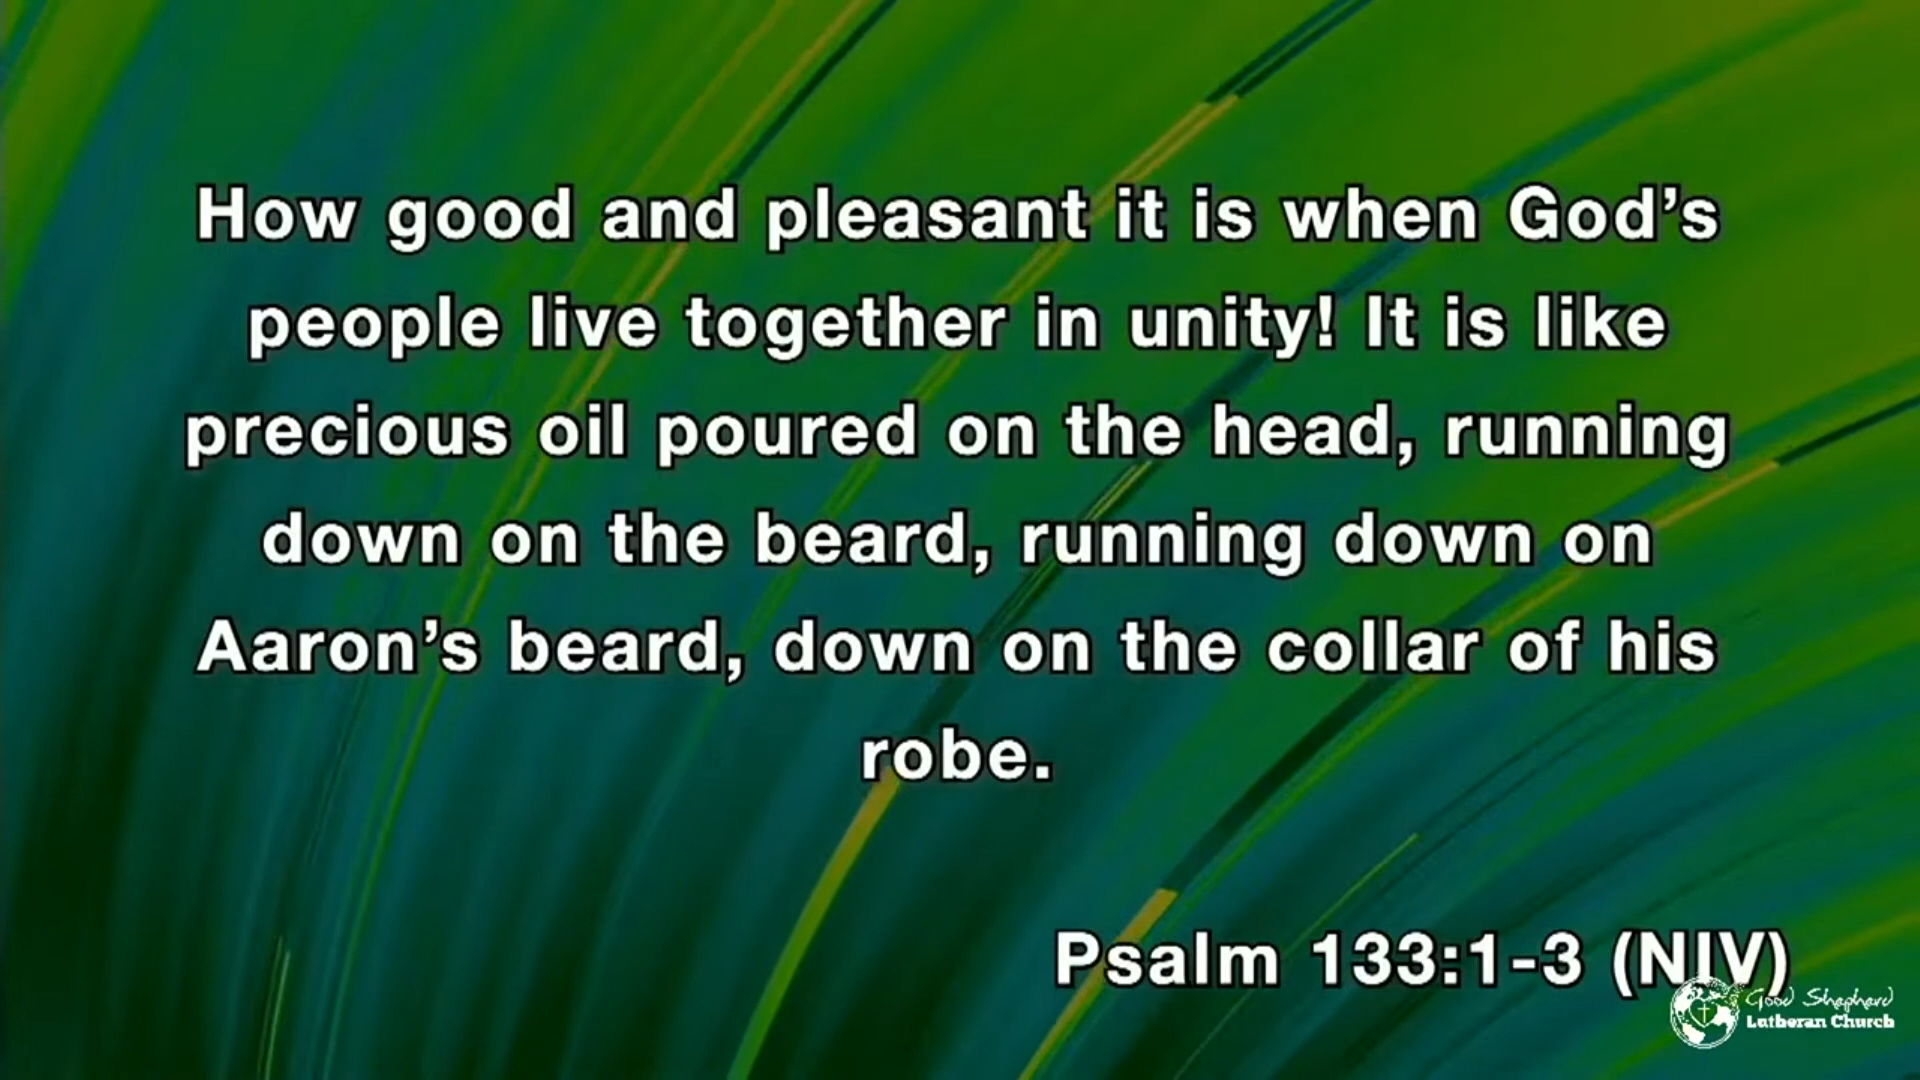 How good and pleasant it is when God’s
people live together in unity! It is like
precious oil poured on the head, running
down on the beard, running down on
Aaron’s beard, down on the collar of his
robe.
Psalm 133:1-3 (NIV)
Good Shepherd
Lutheran Church